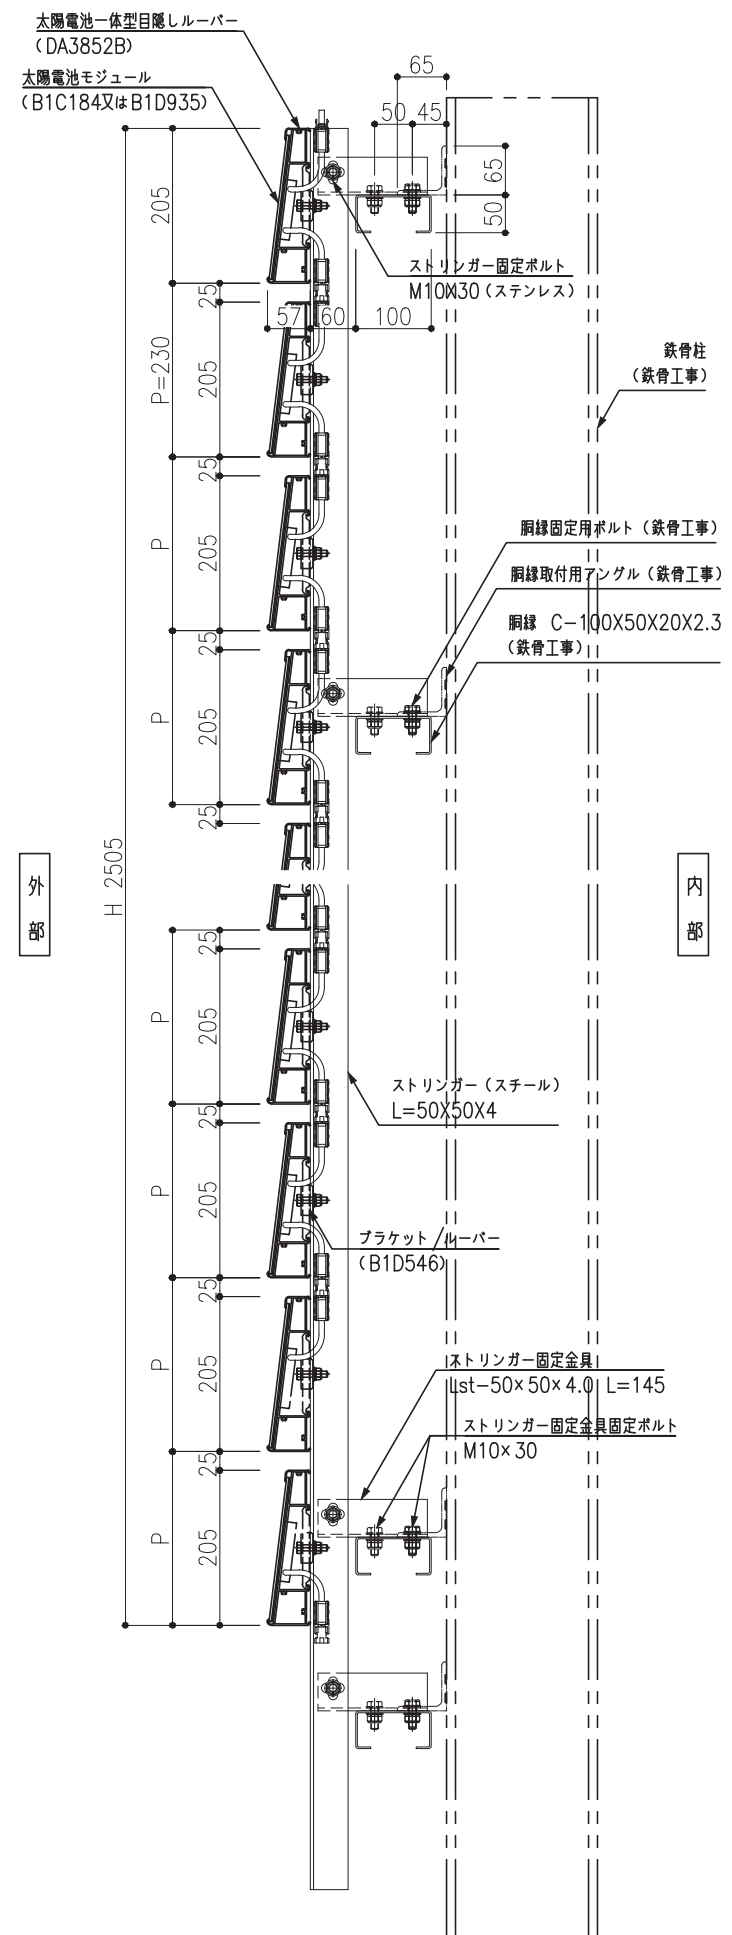 太陽電池一体型目隠しルーバー
（DA3852B）
太陽電池モジュール
（B1C184又はB1D935）
65
50
45
65
50
205
ストリンガー固定ボルト
M10X30（ステンレス）
25
57
60
100
P=230
205
鉄骨柱
（鉄骨工事）
25
P
205
胴縁固定用ボルト（鉄骨工事）
胴縁取付用アングル（鉄骨工事）
胴縁 C-100X50X20X2.3
（鉄骨工事）
25
P
205
25
H 2505
外部
内部
25
P
205
ストリンガー（スチール）
L=50X50X4
25
P
205
ブラケット/ルーバー
（B1D546）
25
P
205
ストリンガー固定金具
Lst-50×50×4.0 L=145
ストリンガー固定金具固定ボルト
M10×30
25
P
205